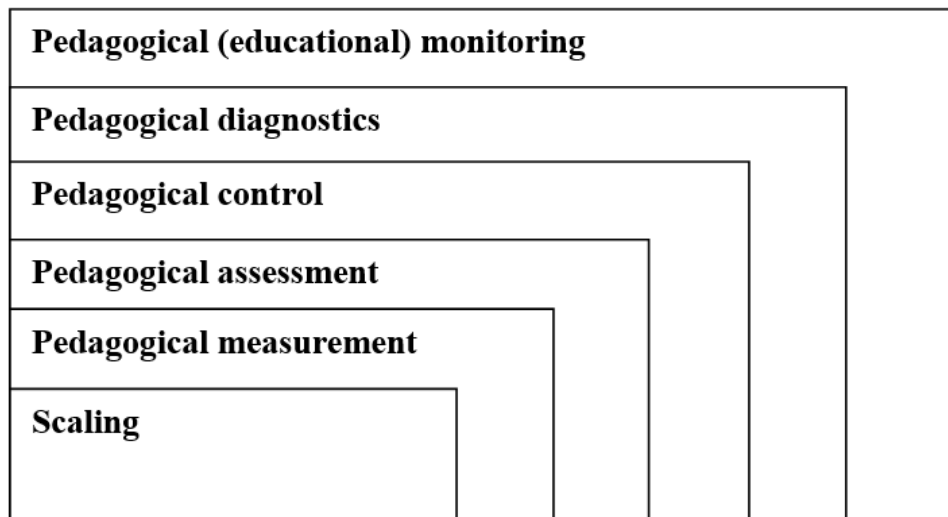 Pedagogical (educational) monitoring
Pedagogical diagnostics
Pedagogical control
Pedagogical assessment
Pedagogical measurement
Scaling